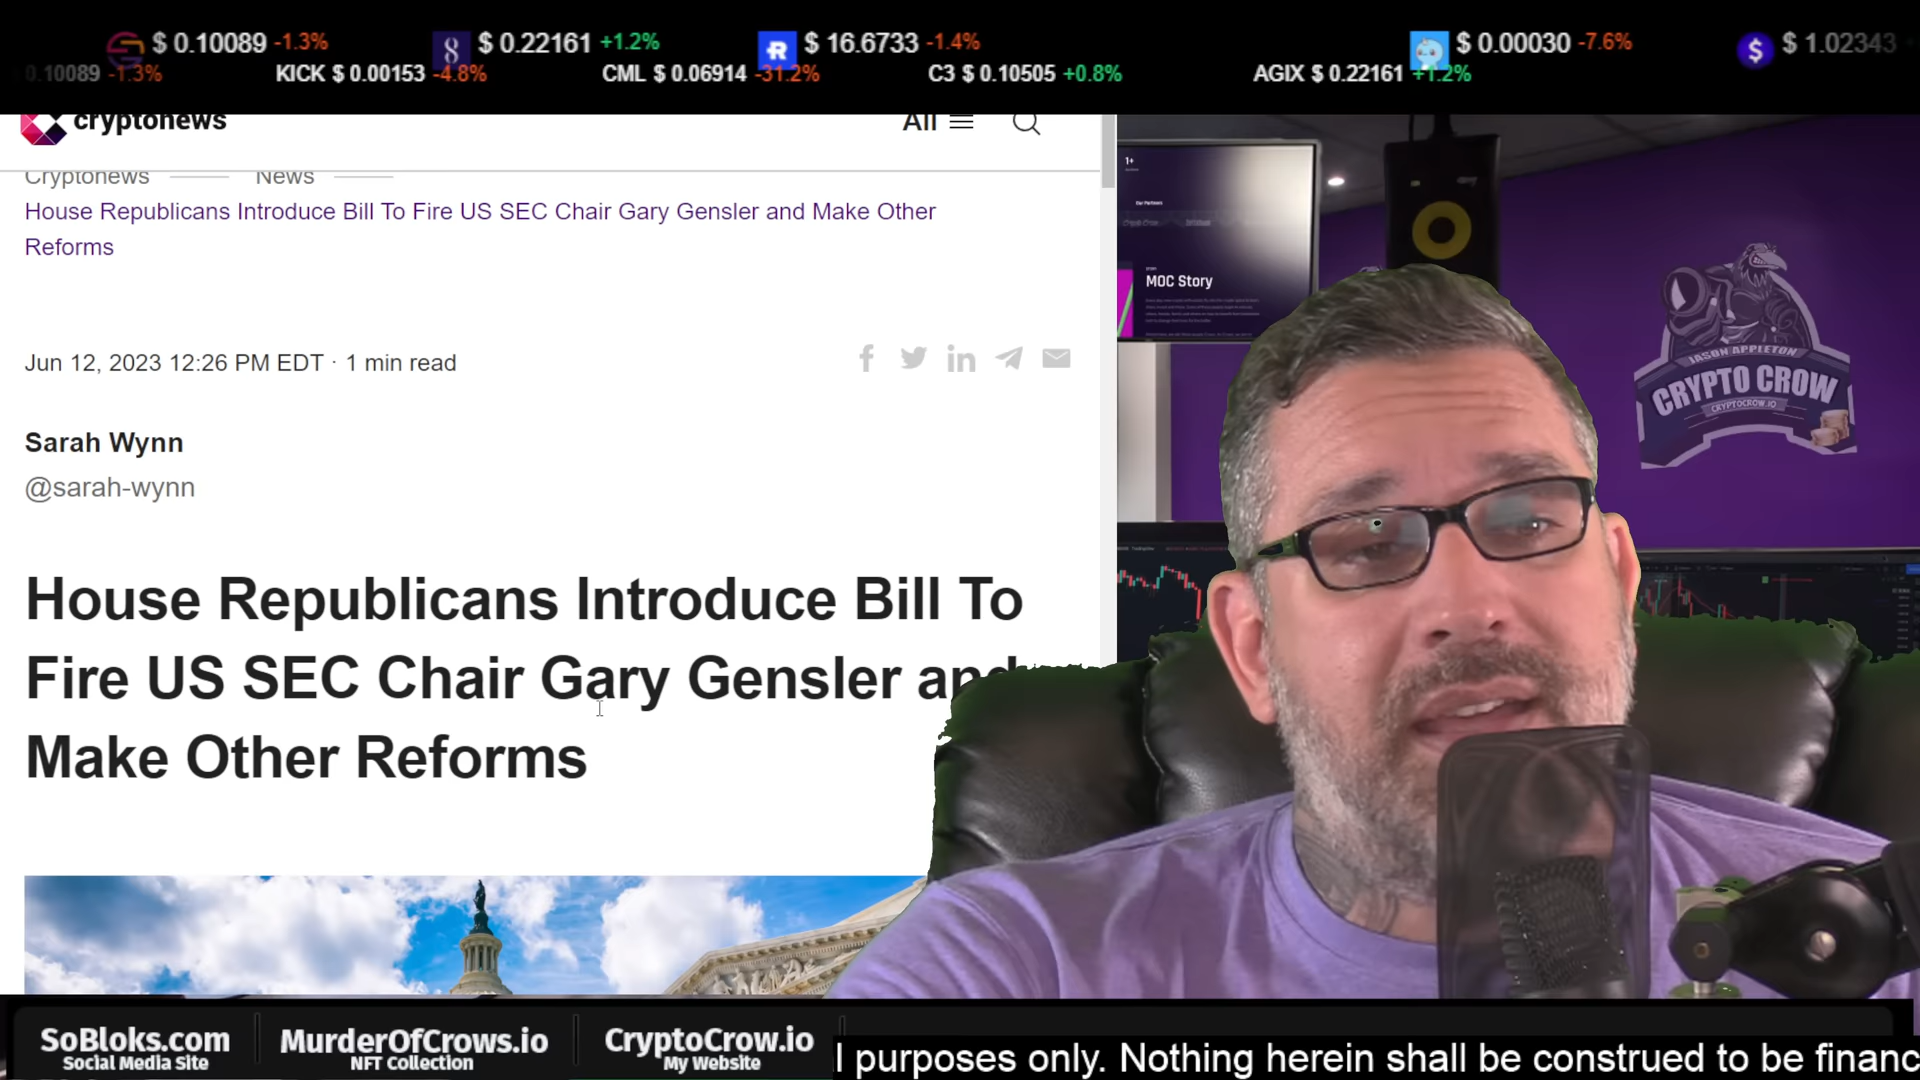 $ 0.10089 -1.3%
$ 0.22161 +1.2%
$ 16.6733 -1.4%
$ 0.00030 -7.6%
$ 1.02343
0.10089 -1.3%
KICK $ 0.00153 -4.8%
CML $ 0.06914 -31.2%
C3 $ 0.10505 +0.8%
AGIX $ 0.22161 +1.2%
cryptonews
All
Cryptonews
News
House Republicans Introduce Bill To Fire US SEC Chair Gary Gensler and Make Other
Reforms
Jun 12, 2023 12:26 PM EDT · 1 min read
Sarah Wynn
@sarah-wynn
House Republicans Introduce Bill To
Fire US SEC Chair Gary Gensler and
Make Other Reforms
1+
Our Partners
MOC Story
JASON APPLETON
CRYPTO CROW
CRYPTOCROW.IO
SoBloks.com
Social Media Site
MurderOfCrows.io
NFT Collection
CryptoCrow.io
My Website
l purposes only. Nothing herein shall be construed to be financ